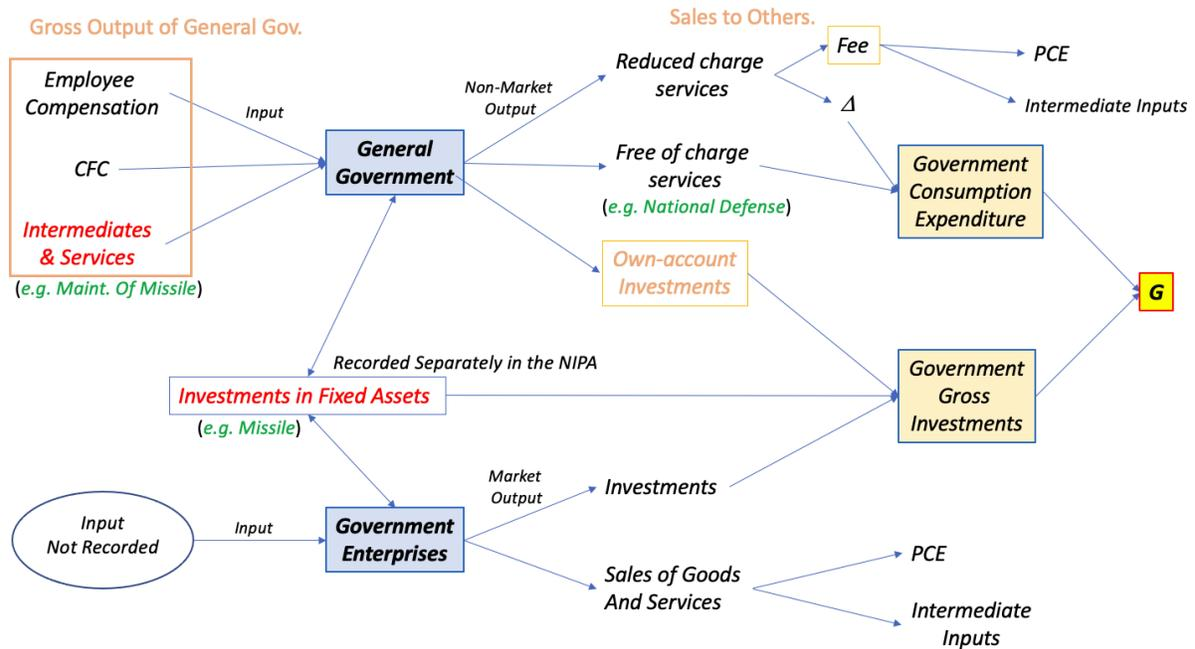 Gross Output of General Gov.
Sales to Others.
Employee
Compensation
CFC
Intermediates
& Services
(e.g. Maint. Of Missile)
Input
General
Government
Non-Market
Output
Reduced charge
services
Fee
Δ
PCE
Intermediate Inputs
Free of charge
services
(e.g. National Defense)
Own-account
Investments
Government
Consumption
Expenditure
G
Recorded Separately in the NIPA
Investments in Fixed Assets
(e.g. Missile)
Government
Gross
Investments
Input
Not Recorded
Input
Government
Enterprises
Market
Output
Investments
Sales of Goods
And Services
PCE
Intermediate
Inputs